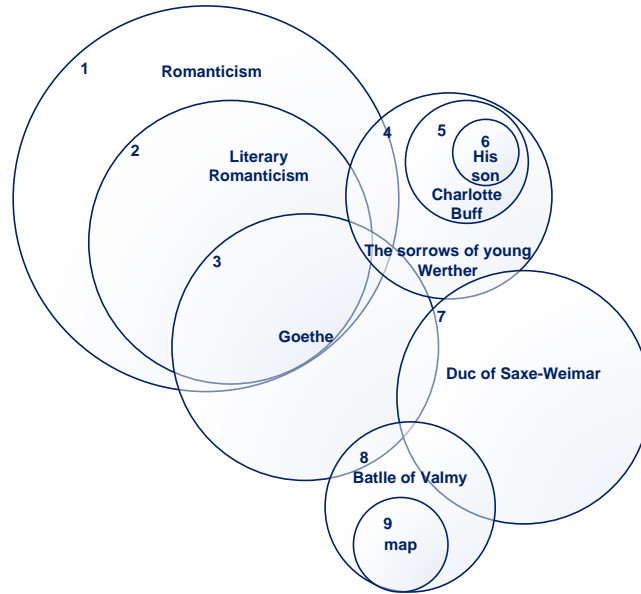 1
Romanticism
2
Literary
Romanticism
3
Goethe
4
5
6
His
son
Charlotte
Buff
The sorrows of young
Werther
7
Duc of Saxe-Weimar
8
Batlle of Valmy
9
map